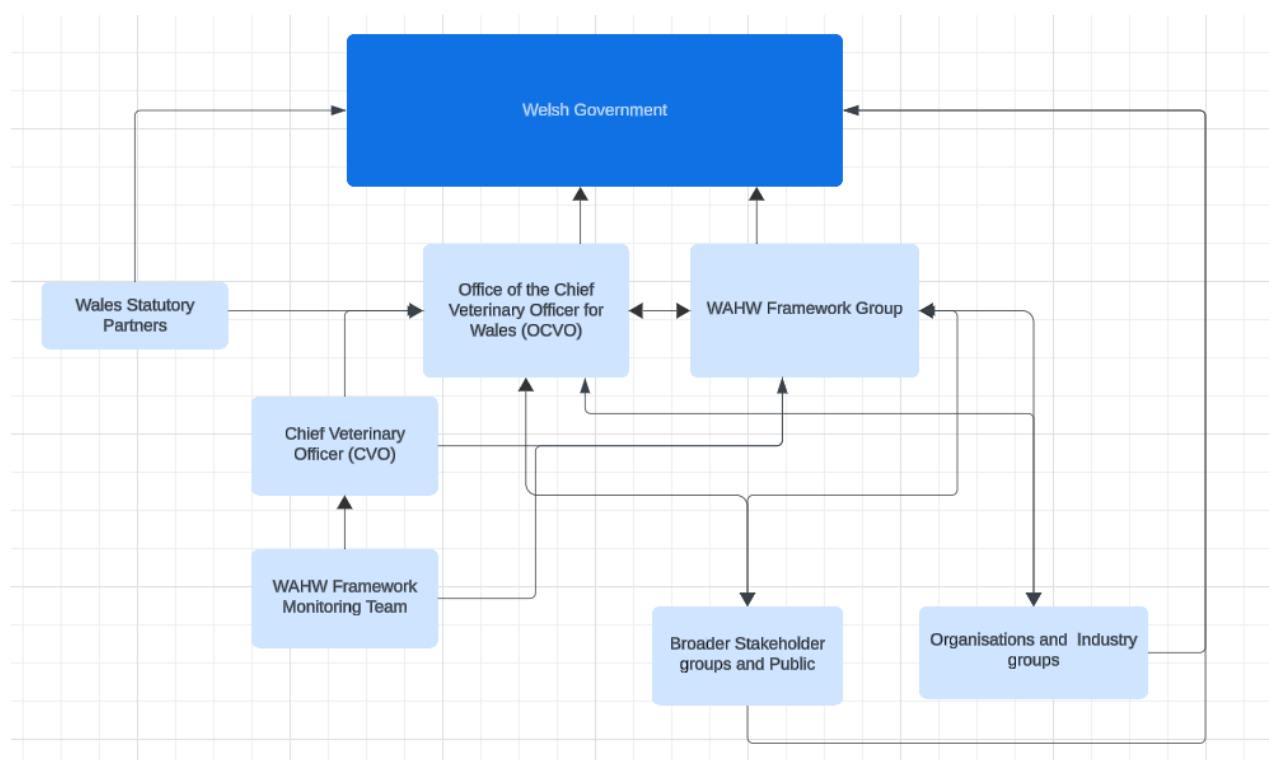 Welsh Government
Wales Statutory
Partners
Office of the Chief
Veterinary Officer for
Wales (OCVO)
WAHW Framework Group
Chief Veterinary
Officer (CVO)
WAHW Framework
Monitoring Team
Broader Stakeholder
groups and Public
Organisations and  Industry
groups